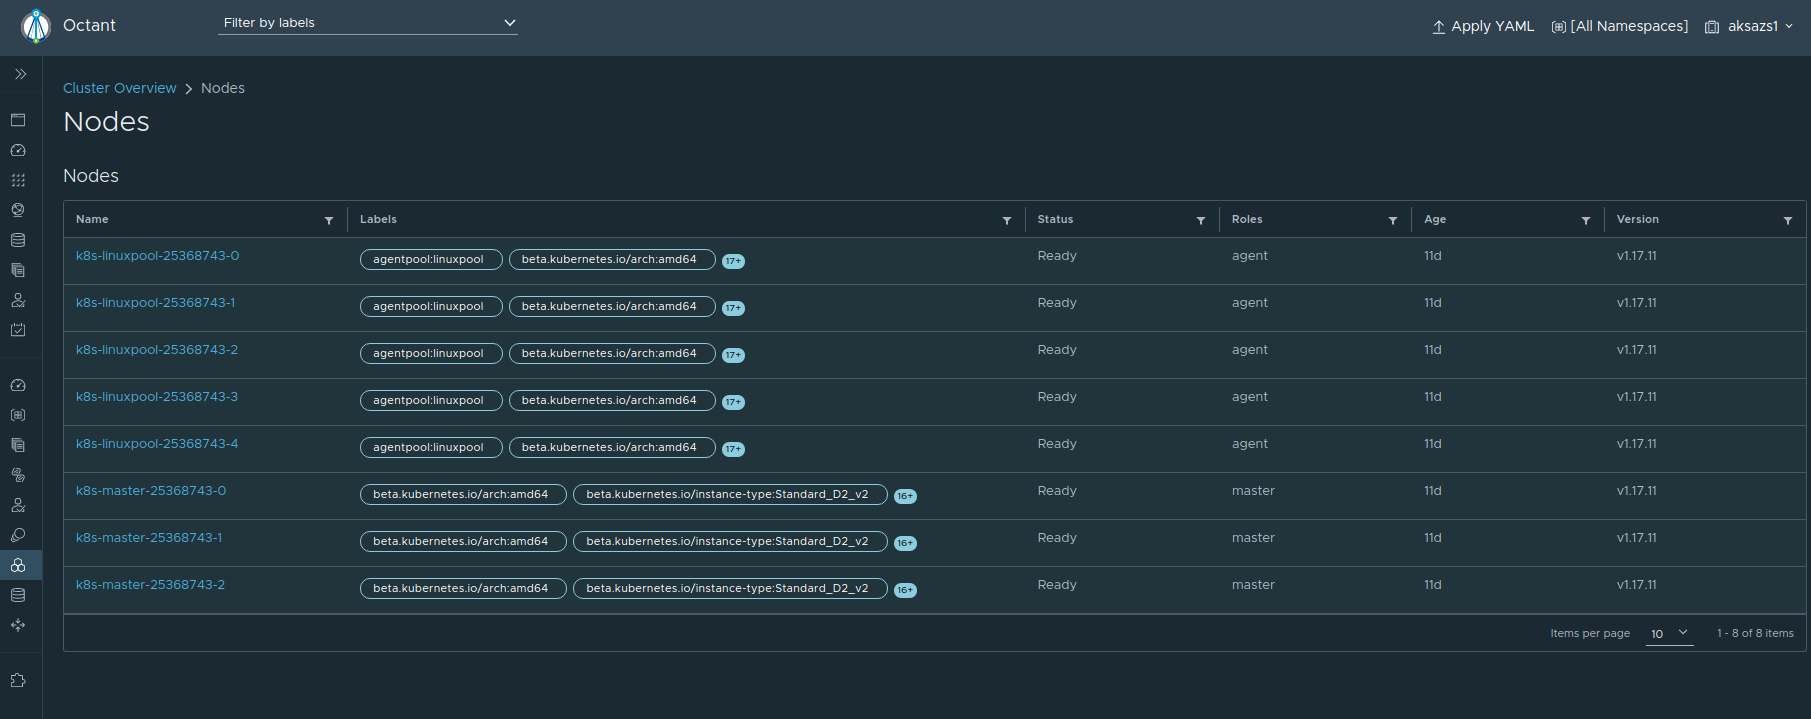 Octant
Filter by labels
Apply YAML [All Namespaces] aksazs1
Cluster Overview > Nodes
Nodes
Nodes
Name Labels Status Roles Age Version
k8s-linuxpool-25368743-0 agentpool:linuxpool beta.kubernetes.io/arch:amd64 17+ Ready agent 11d v1.17.11
k8s-linuxpool-25368743-1 agentpool:linuxpool beta.kubernetes.io/arch:amd64 17+ Ready agent 11d v1.17.11
k8s-linuxpool-25368743-2 agentpool:linuxpool beta.kubernetes.io/arch:amd64 17+ Ready agent 11d v1.17.11
k8s-linuxpool-25368743-3 agentpool:linuxpool beta.kubernetes.io/arch:amd64 17+ Ready agent 11d v1.17.11
k8s-linuxpool-25368743-4 agentpool:linuxpool beta.kubernetes.io/arch:amd64 17+ Ready agent 11d v1.17.11
k8s-master-25368743-0 beta.kubernetes.io/arch:amd64 beta.kubernetes.io/instance-type:Standard_D2_v2 16+ Ready master 11d v1.17.11
k8s-master-25368743-1 beta.kubernetes.io/arch:amd64 beta.kubernetes.io/instance-type:Standard_D2_v2 16+ Ready master 11d v1.17.11
k8s-master-25368743-2 beta.kubernetes.io/arch:amd64 beta.kubernetes.io/instance-type:Standard_D2_v2 16+ Ready master 11d v1.17.11
Items per page 10 1 - 8 of 8 items